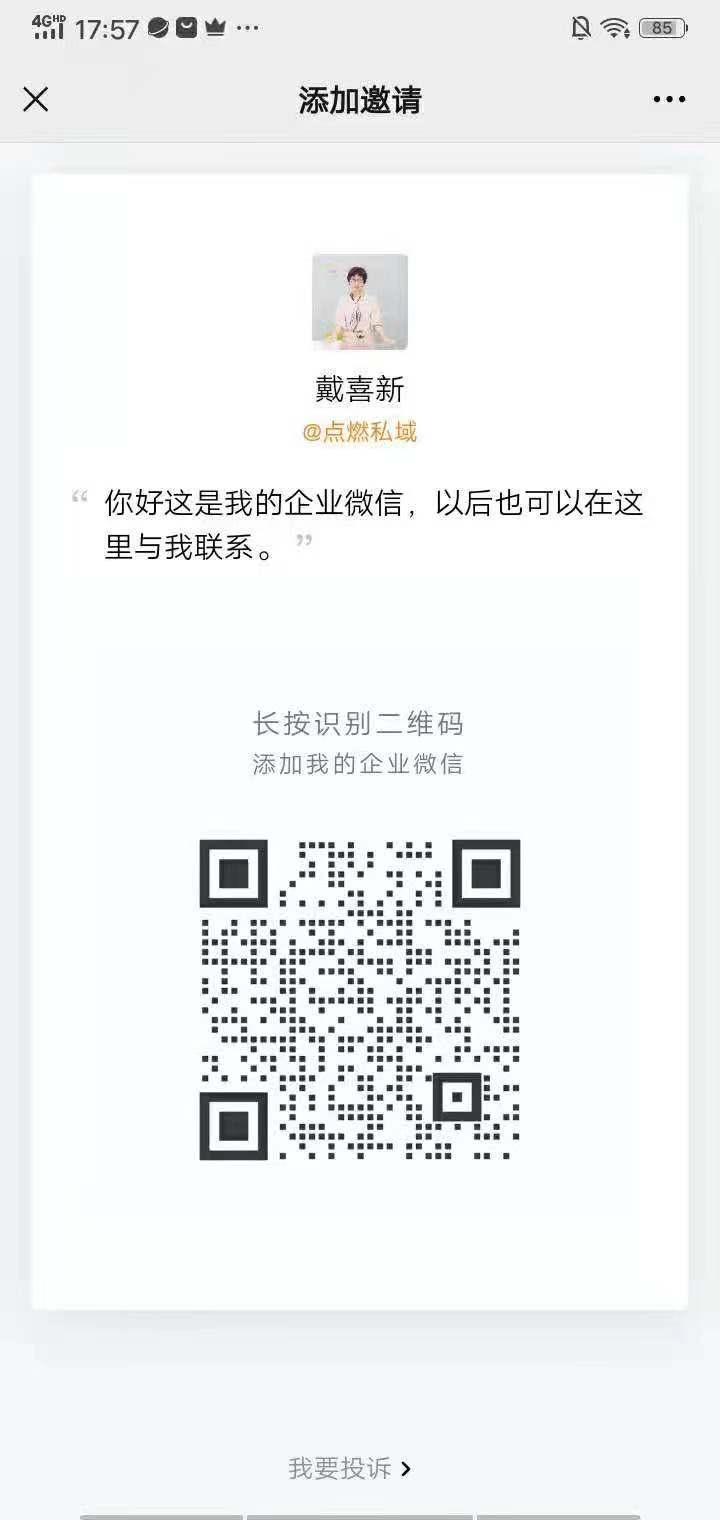 4G HD 17:57 ··· 85
添加邀请
戴喜新
@点燃私域
“ 你好这是我的企业微信，以后也可以在这
里与我联系。 ”
长按识别二维码
添加我的企业微信
我要投诉 >